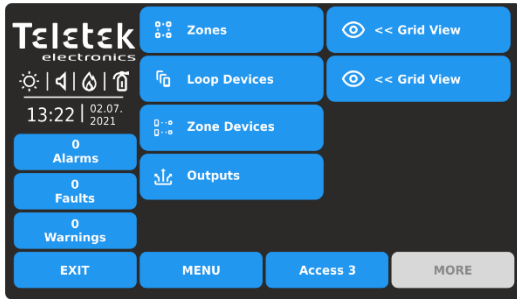 Teletek
electronics
13:22 | 02.07.
2021
0
Alarms
0
Faults
0
Warnings
EXIT
Zones
<< Grid View
Loop Devices
<< Grid View
Zone Devices
Outputs
MENU
Access 3
MORE